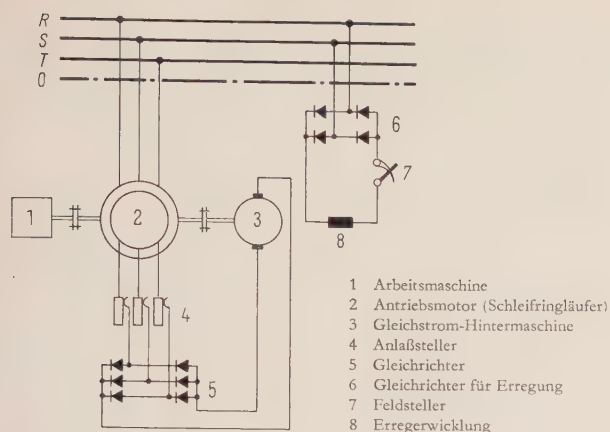 R
S
T
0
6
7
1
2
3
8
4
5
1 Arbeitsmaschine
2 Antriebsmotor (Schleifringläufer)
3 Gleichstrom-Hintermaschine
4 Anlaßsteller
5 Gleichrichter
6 Gleichrichter für Erregung
7 Feldsteller
8 Erregerwicklung